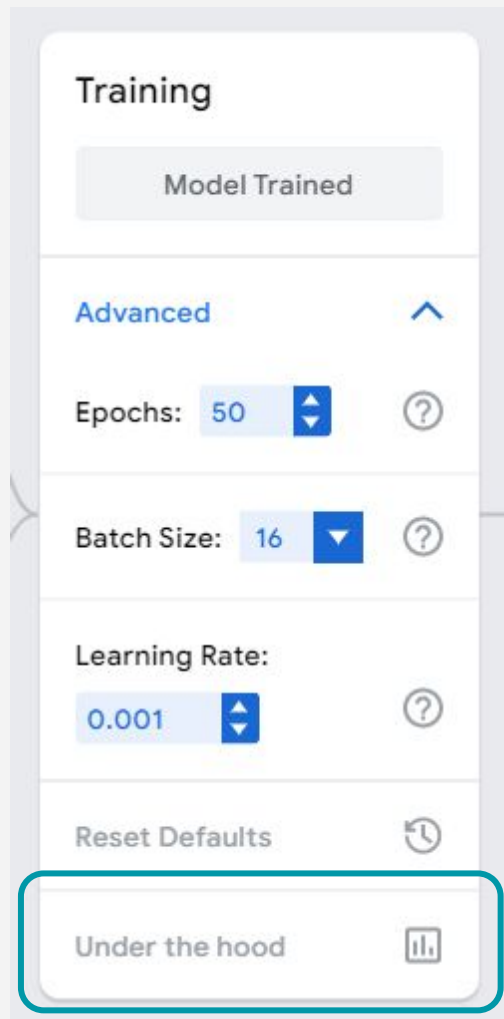 Training
Model Trained
Advanced
Epochs: 50
Batch Size: 16
Learning Rate:
0.001
Reset Defaults
Under the hood